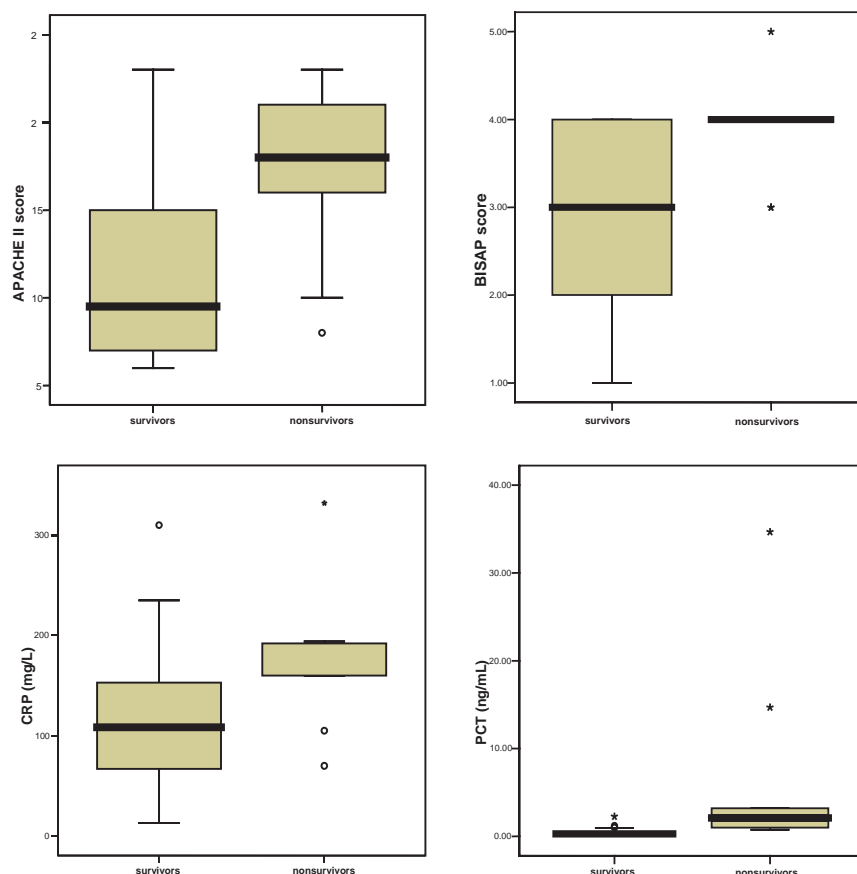 2
2
15
10
5
APACHE II score
survivors
nonsurvivors
5.00
4.00
3.00
2.00
1.00
BISAP score
survivors
nonsurvivors
300
200
100
0
CRP (mg/L)
survivors
nonsurvivors
40.00
30.00
20.00
10.00
0.00
PCT (ng/mL)
survivors
nonsurvivors